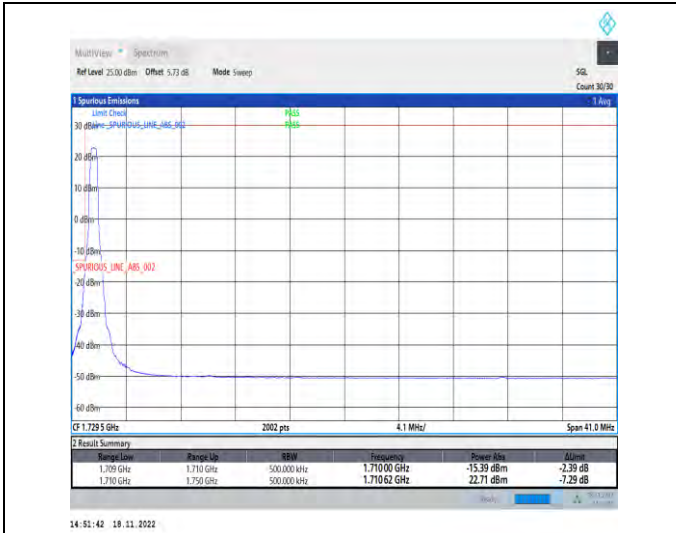 MultiView Spectrum
Ref Level 25.00 dBm Offset 5.73 dB Mode Sweep SGL
Count 30/30
1 Spurious Emissions 1 Avg
Limit Check PASS
30 dBm Line _SPURIOUS_LINE_ABS_002 PASS
20 dBm
10 dBm
0 dBm
-10 dBm
_SPURIOUS_LINE_ABS_002
-20 dBm
-30 dBm
-40 dBm
-50 dBm
-60 dBm
CF 1.729 5 GHz 2002 pts 4.1 MHz/ Span 41.0 MHz
2 Result Summary
Range Low Range Up RBW Frequency Power Abs ΔLimit
1.709 GHz 1.710 GHz 500.000 kHz 1.71000 GHz -15.39 dBm -2.39 dB
1.710 GHz 1.750 GHz 500.000 kHz 1.71062 GHz 22.71 dBm -7.29 dB
14:51:42 18.11.2022